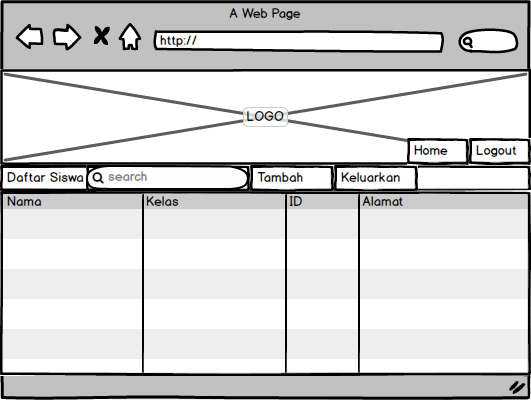 A Web Page
http://
LOGO
Home Logout
Daftar Siswa search Tambah Keluarkan
Nama Kelas ID Alamat